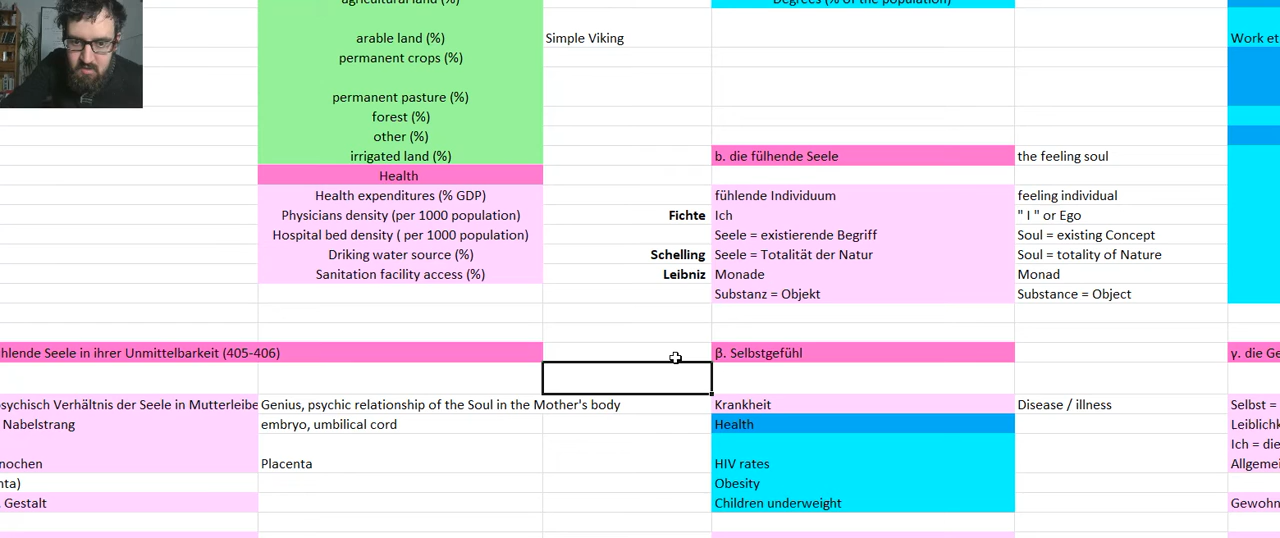 agricultural land (%)
Degrees (% of the population)
arable land (%)
Simple Viking
Work et
permanent crops (%)
permanent pasture (%)
forest (%)
other (%)
irrigated land (%)
b. die fülhende Seele
the feeling soul
Health
Health expenditures (% GDP)
fühlende Individuum
feeling individual
Physicians density (per 1000 population)
Fichte
Ich
" I " or Ego
Hospital bed density ( per 1000 population)
Seele = existierende Begriff
Soul = existing Concept
Driking water source (%)
Schelling
Seele = Totalität der Natur
Soul = totality of Nature
Sanitation facility access (%)
Leibniz
Monade
Monad
Substanz = Objekt
Substance = Object
hlende Seele in ihrer Unmittelbarkeit (405-406)
β. Selbstgefühl
γ. die Ge
psychisch Verhältnis der Seele in Mutterleibe
Genius, psychic relationship of the Soul in the Mother's body
Krankheit
Disease / illness
Selbst =
Nabelstrang
embryo, umbilical cord
Health
Leiblichk
Ich = die
nochen
Placenta
HIV rates
Allgemei
nta)
Obesity
Gestalt
Children underweight
Gewohn